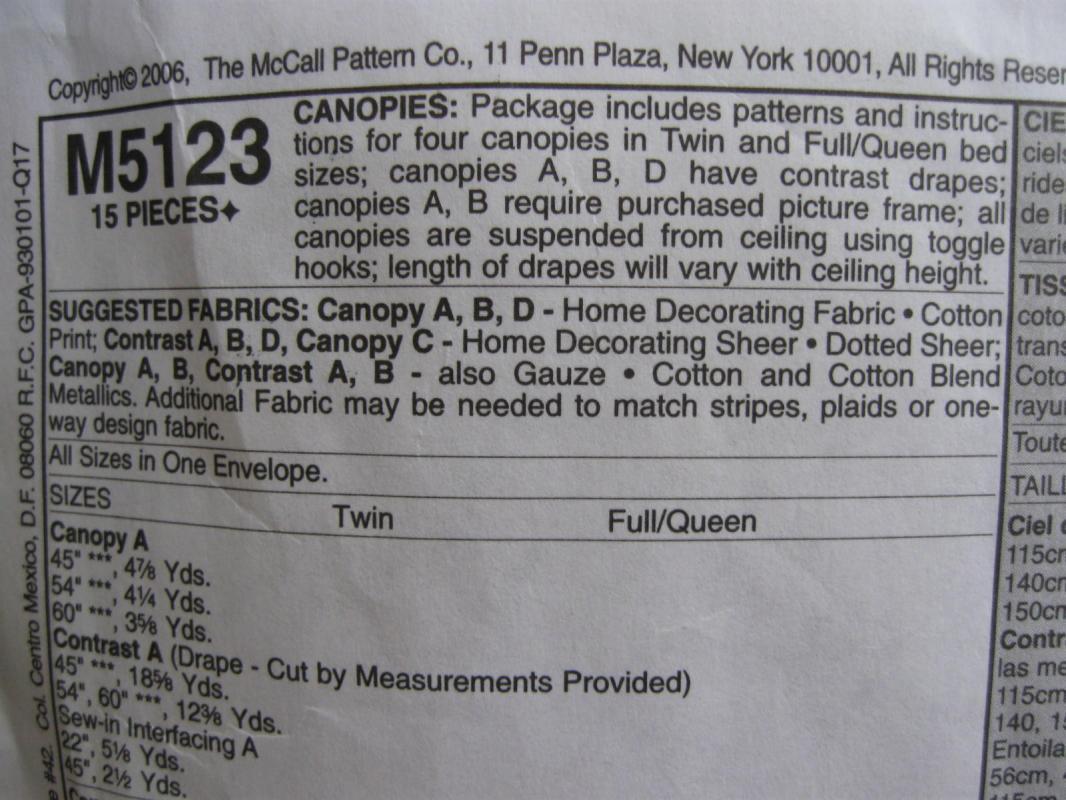 Copyright© 2006, The McCall Pattern Co., 11 Penn Plaza, New York 10001, All Rights Reser
M5123
15 PIECES✦
CANOPIES: Package includes patterns and instruc-
tions for four canopies in Twin and Full/Queen bed
sizes; canopies A, B, D have contrast drapes;
canopies A, B require purchased picture frame; all
canopies are suspended from ceiling using toggle
hooks; length of drapes will vary with ceiling height.
SUGGESTED FABRICS: Canopy A, B, D - Home Decorating Fabric • Cotton
Print; Contrast A, B, D, Canopy C - Home Decorating Sheer • Dotted Sheer;
Canopy A, B, Contrast A, B - also Gauze • Cotton and Cotton Blend
Metallics. Additional Fabric may be needed to match stripes, plaids or one-
way design fabric.
All Sizes in One Envelope.
SIZES Twin Full/Queen
Canopy A
45" ***, 4⅞ Yds.
54" ***, 4¼ Yds.
60" ***, 3⅝ Yds.
Contrast A (Drape - Cut by Measurements Provided)
45" ***, 18⅝ Yds.
54", 60" ***, 12⅜ Yds.
Sew-in Interfacing A
22", 5⅛ Yds.
45", 2½ Yds.
CIE
ciels
ride
de li
varie
TISS
coto
trans
Coto
rayu
Toute
TAILL
Ciel d
115cm
140cm
150cm
Contr
las me
115cm
140, 15
Entoila
56cm,
e #42. Col. Centro Mexico, D.F. 08060 R.F.C. GPA-930101-Q17